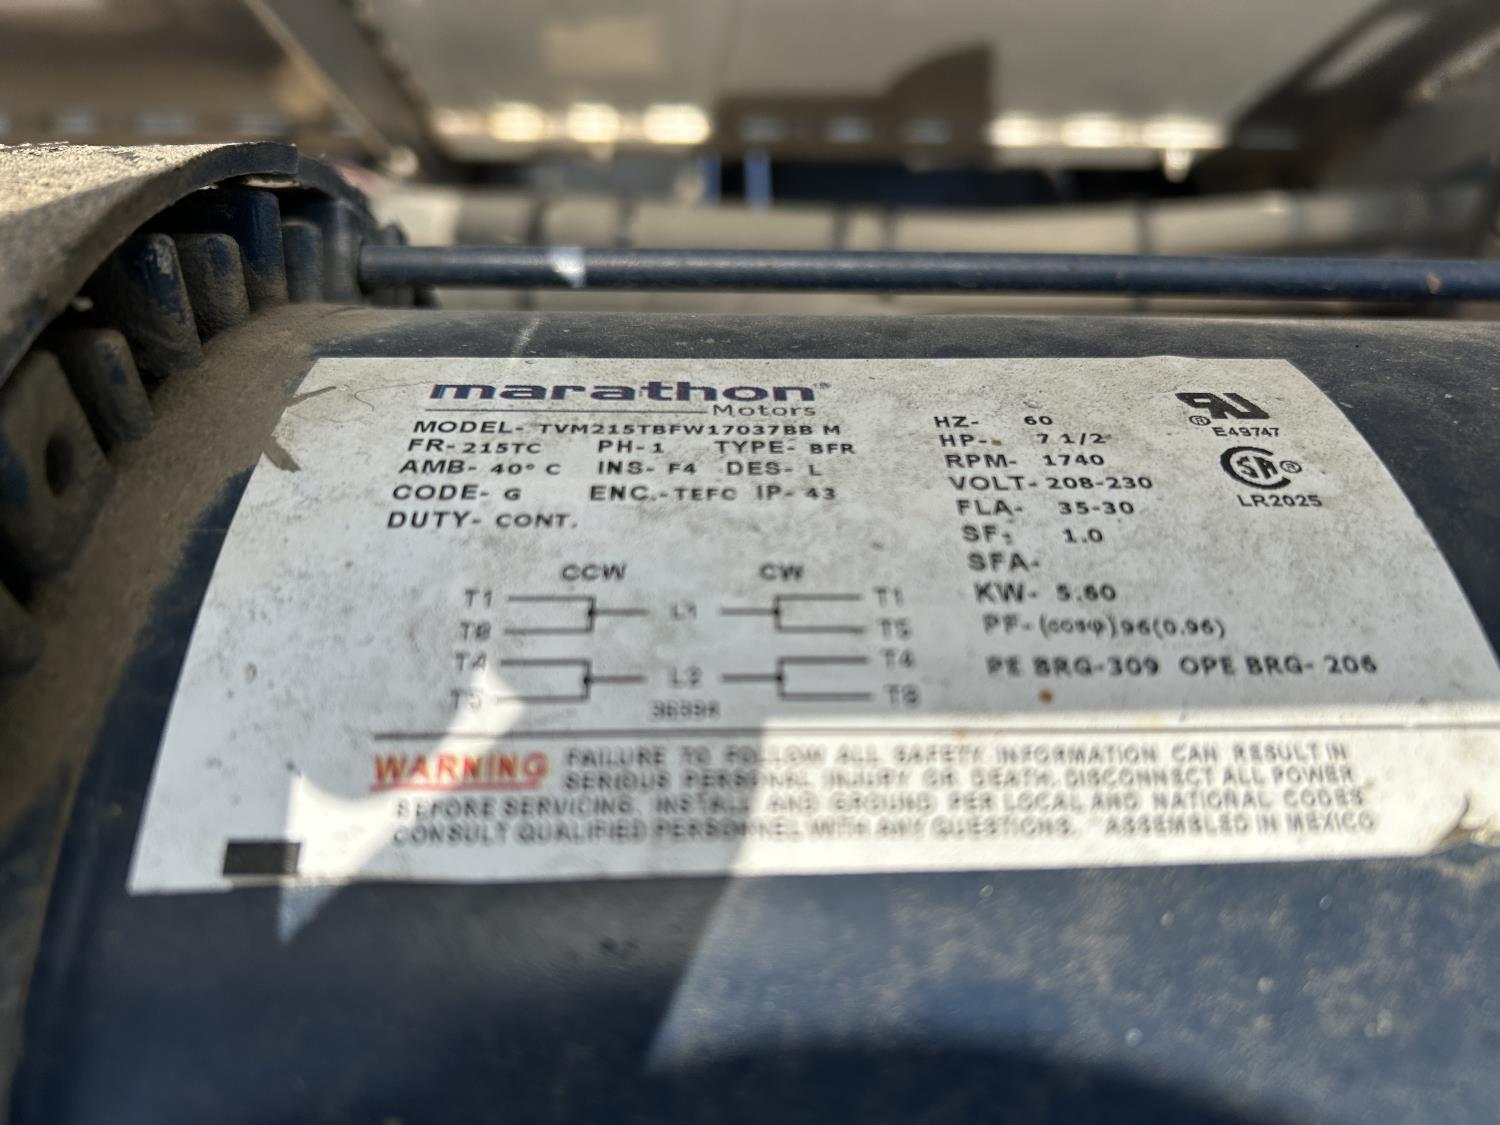 marathon®
Motors
MODEL- TVM215TBFW17037BB M
FR- 215TC PH- 1 TYPE- BFR
AMB- 40° C INS- F4 DES- L
CODE- G ENC.- TEFC IP- 43
DUTY- CONT.
HZ- 60
HP- 7 1/2
RPM- 1740
VOLT- 208-230
FLA- 35-30
SF- 1.0
SFA-
KW- 5.60
PF- (cosφ) 96(0.96)
PE BRG-309 OPE BRG- 206
®
E49747
®
LR2025
CCW CW
T1 L1 T1
T8 T5
T4 L2 T4
T5 T8
WARNING FAILURE TO FOLLOW ALL SAFETY INFORMATION CAN RESULT IN
SERIOUS PERSONAL INJURY OR DEATH. DISCONNECT ALL POWER
BEFORE SERVICING. INSTALL AND GROUND PER LOCAL AND NATIONAL CODES
CONSULT QUALIFIED PERSONNEL WITH ANY QUESTIONS. ASSEMBLED IN MEXICO